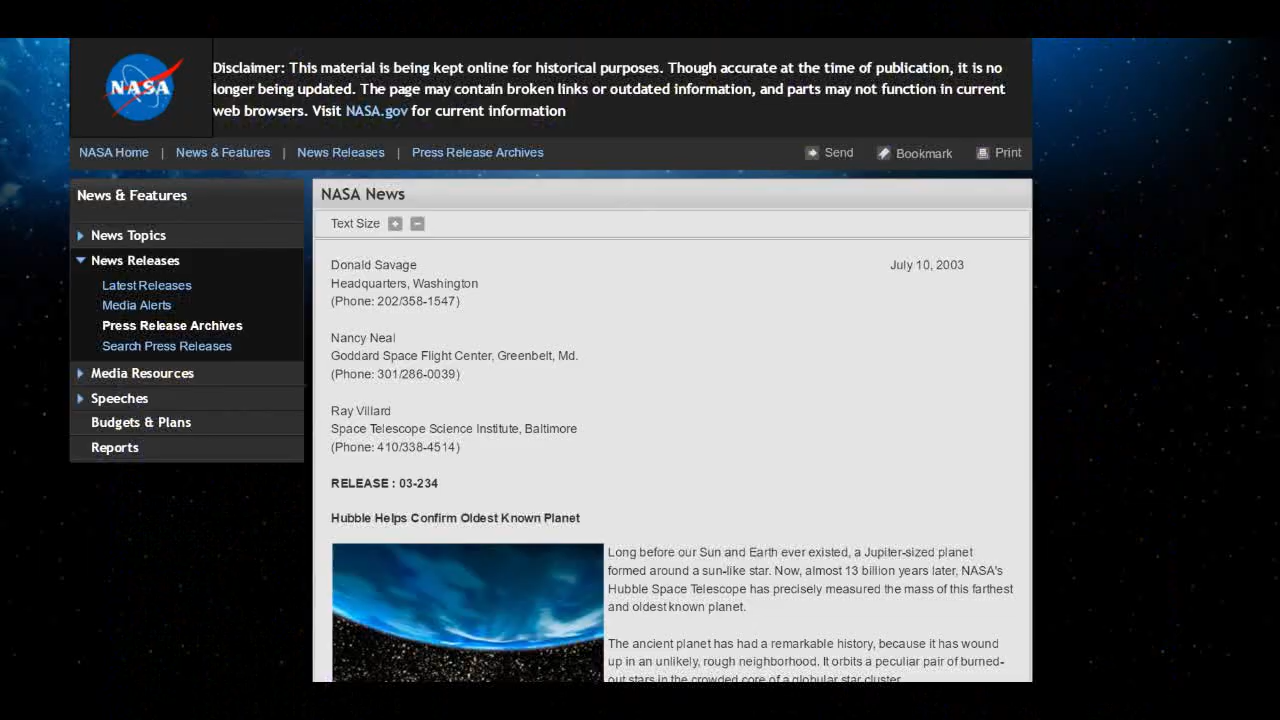 NASA
Disclaimer: This material is being kept online for historical purposes. Though accurate at the time of publication, it is no
longer being updated. The page may contain broken links or outdated information, and parts may not function in current
web browsers. Visit NASA.gov for current information
NASA Home | News & Features | News Releases | Press Release Archives
Send Bookmark Print
News & Features
News Topics
News Releases
Latest Releases
Media Alerts
Press Release Archives
Search Press Releases
Media Resources
Speeches
Budgets & Plans
Reports
NASA News
Text Size + -
Donald Savage July 10, 2003
Headquarters, Washington
(Phone: 202/358-1547)
Nancy Neal
Goddard Space Flight Center, Greenbelt, Md.
(Phone: 301/286-0039)
Ray Villard
Space Telescope Science Institute, Baltimore
(Phone: 410/338-4514)
RELEASE : 03-234
Hubble Helps Confirm Oldest Known Planet
Long before our Sun and Earth ever existed, a Jupiter-sized planet
formed around a sun-like star. Now, almost 13 billion years later, NASA's
Hubble Space Telescope has precisely measured the mass of this farthest
and oldest known planet.
The ancient planet has had a remarkable history, because it has wound
up in an unlikely, rough neighborhood. It orbits a peculiar pair of burned-
out stars in the crowded core of a globular star cluster.